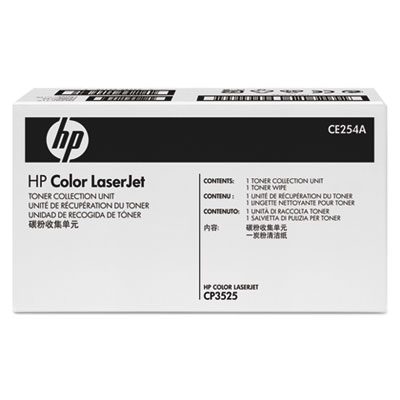 hp
CE254A
HP Color LaserJet
TONER COLLECTION UNIT
UNITÉ DE RÉCUPÉRATION DU TONER
UNIDAD DE RECOGIDA DE TÓNER
碳粉收集单元
CONTENTS: 1 TONER COLLECTION UNIT
1 TONER WIPE
CONTENU : 1 UNITÉ DE RÉCUPÉRATION DU TONER
1 LINGETTE NETTOYANTE POUR TONER
CONTENUTO: 1 UNITÀ DI RACCOLTA TONER
1 SALVIETTA DI PULIZIA PER TONER
内容: 碳粉收集单元
一炭粉清洁纸
HP COLOR LASERJET
CP3525